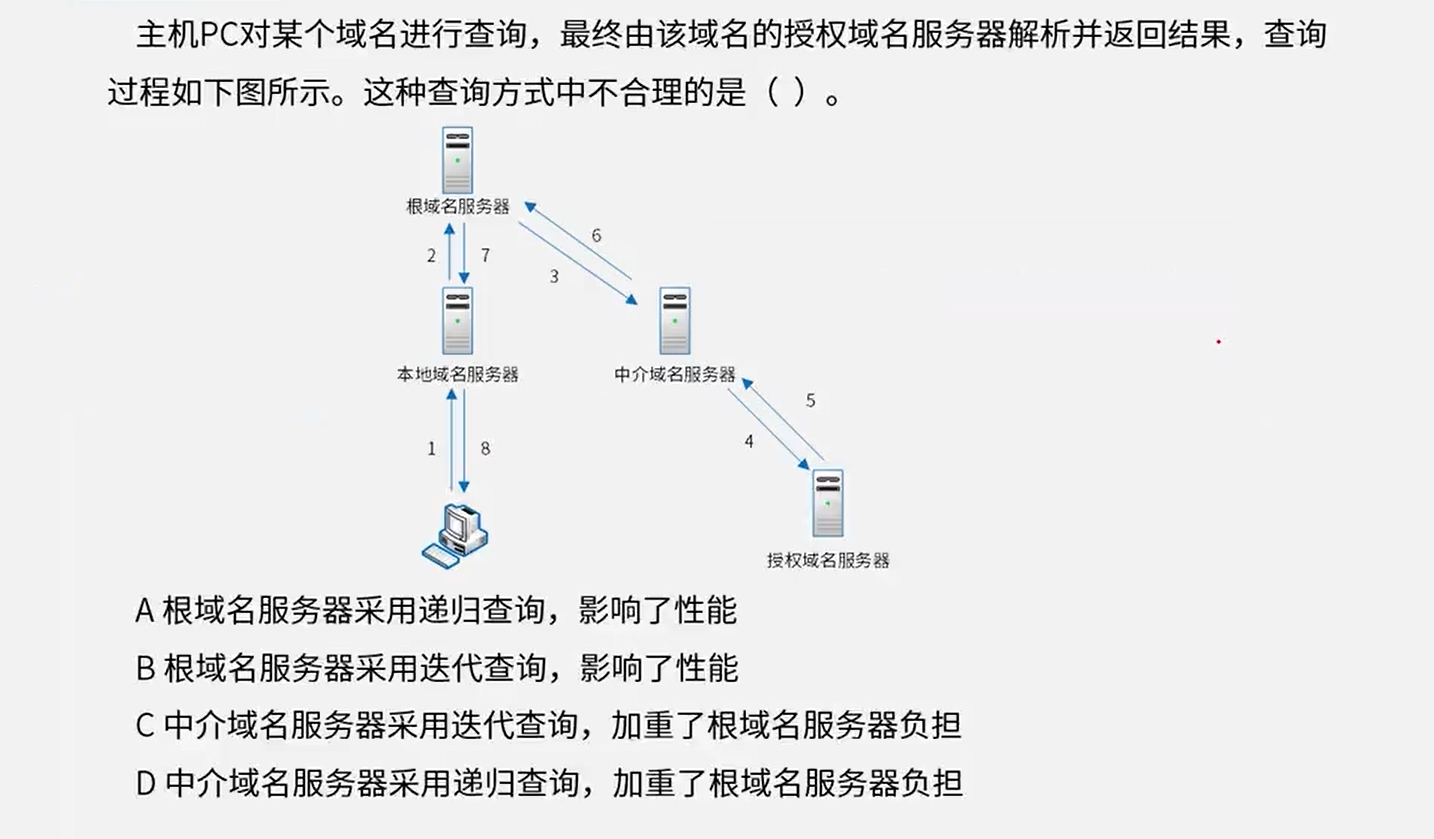 主机PC对某个域名进行查询，最终由该域名的授权域名服务器解析并返回结果，查询
过程如下图所示。这种查询方式中不合理的是（ ）。
根域名服务器
6
2
7
3
本地域名服务器
中介域名服务器
5
4
1
8
授权域名服务器
A 根域名服务器采用递归查询，影响了性能
B 根域名服务器采用迭代查询，影响了性能
C 中介域名服务器采用迭代查询，加重了根域名服务器负担
D 中介域名服务器采用递归查询，加重了根域名服务器负担